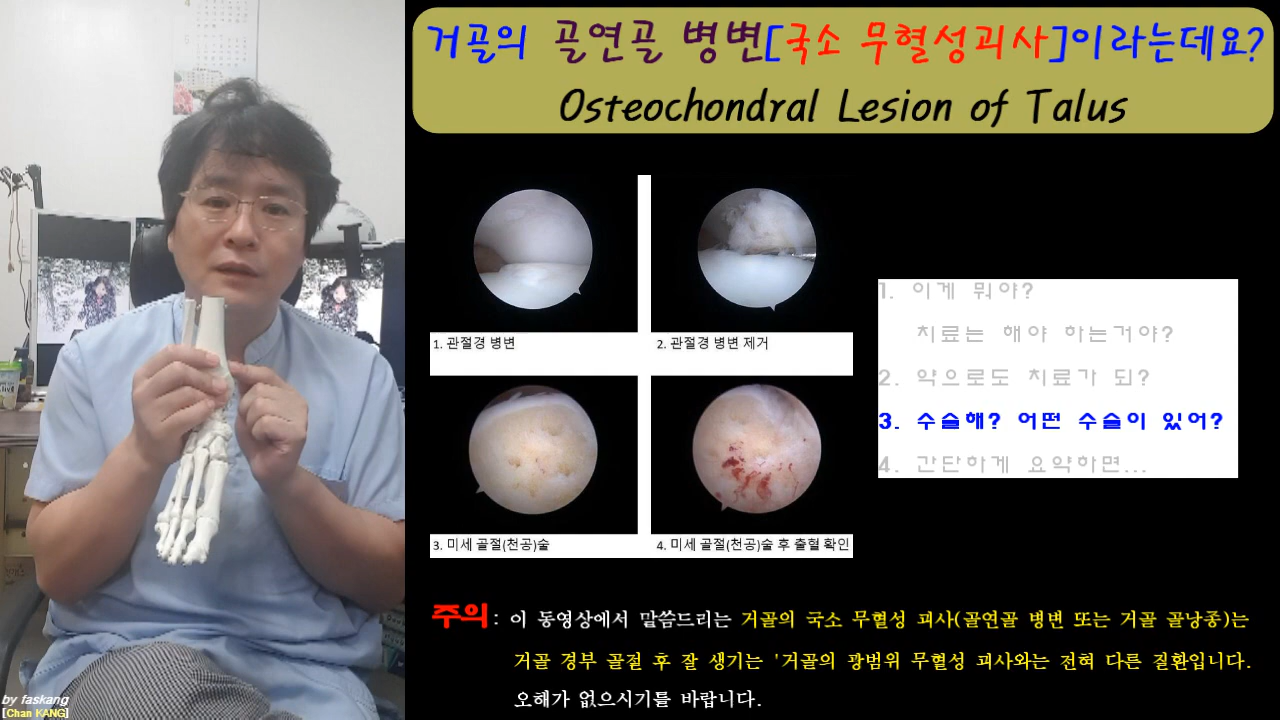 거골의 골연골 병변[국소 무혈성괴사]이라는데요?
Osteochondral Lesion of Talus
1. 관절경 병변
2. 관절경 병변 제거
3. 미세 골절(천공)술
4. 미세 골절(천공)술 후 출혈 확인
1. 이게 뭐야?
치료는 해야 하는거야?
2. 약으로도 치료가 되?
3. 수술해? 어떤 수술이 있어?
4. 간단하게 요약하면...
주의: 이 동영상에서 말씀드리는 거골의 국소 무혈성 괴사(골연골 병변 또는 거골 골낭종)는
거골 경부 골절 후 잘 생기는 '거골의 광범위 무혈성 괴사와는 전혀 다른 질환입니다.
오해가 없으시기를 바랍니다.
by faskang
[Chan KANG]